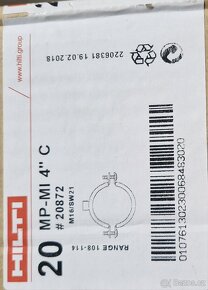 HILTI
www.hilti.group
20
MP-MI 4" C
# 20872
M16/SW21
RANGE 108-114
2206381 19.02.2018